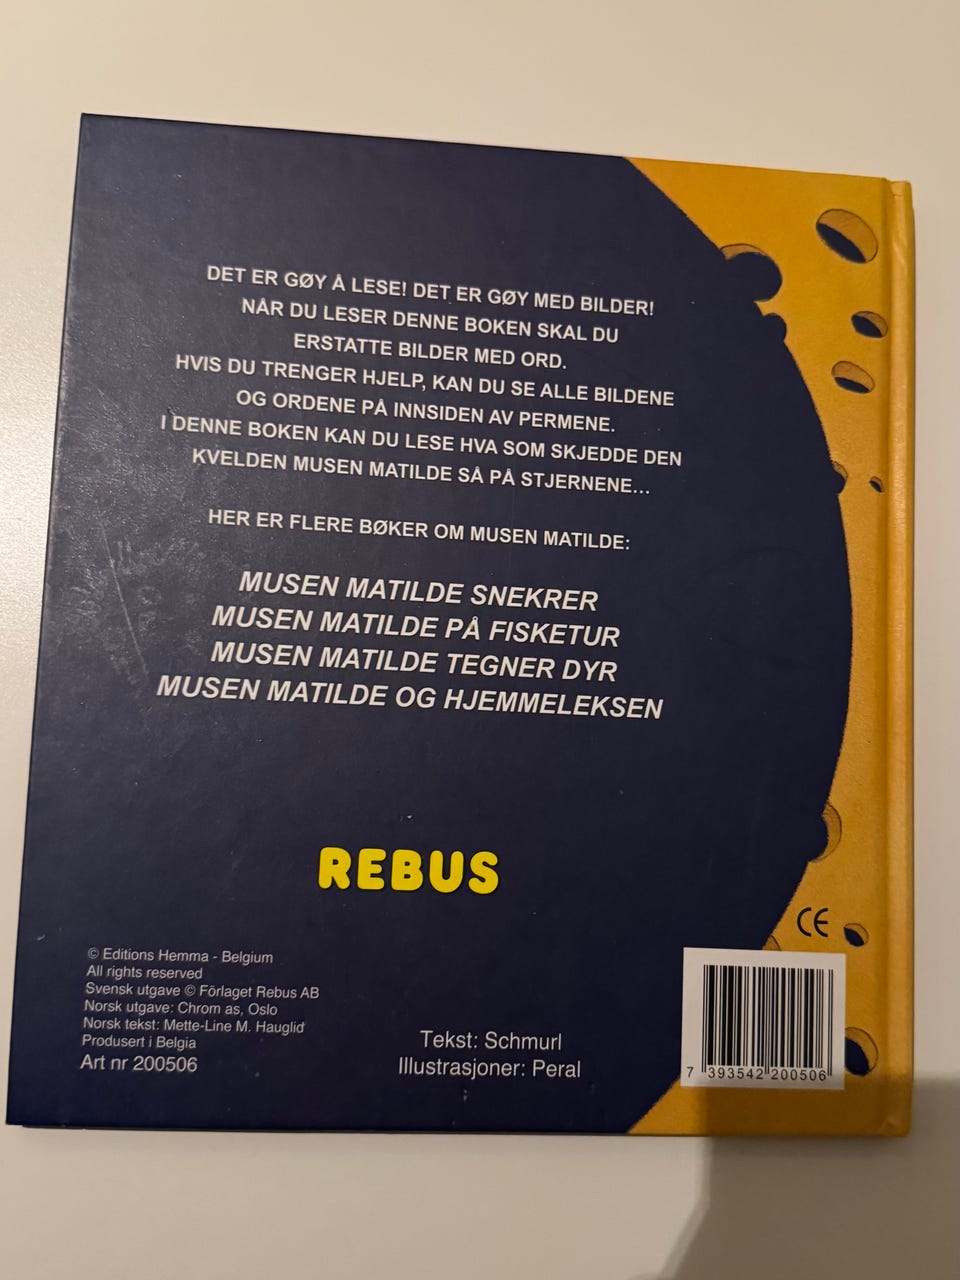 DET ER GØY Å LESE! DET ER GØY MED BILDER!
NÅR DU LESER DENNE BOKEN SKAL DU
ERSTATTE BILDER MED ORD.
HVIS DU TRENGER HJELP, KAN DU SE ALLE BILDENE
OG ORDENE PÅ INNSIDEN AV PERMENE.
I DENNE BOKEN KAN DU LESE HVA SOM SKJEDDE DEN
KVELDEN MUSEN MATILDE SÅ PÅ STJERNENE...
HER ER FLERE BØKER OM MUSEN MATILDE:
MUSEN MATILDE SNEKRER
MUSEN MATILDE PÅ FISKETUR
MUSEN MATILDE TEGNER DYR
MUSEN MATILDE OG HJEMMELEKSEN
REBUS
© Editions Hemma - Belgium
All rights reserved
Svensk utgave © Förlaget Rebus AB
Norsk utgave: Chrom as, Oslo
Norsk tekst: Mette-Line M. Hauglid
Produsert i Belgia
Art nr 200506
Tekst: Schmurl
Illustrasjoner: Peral
CE
7 393542 200506